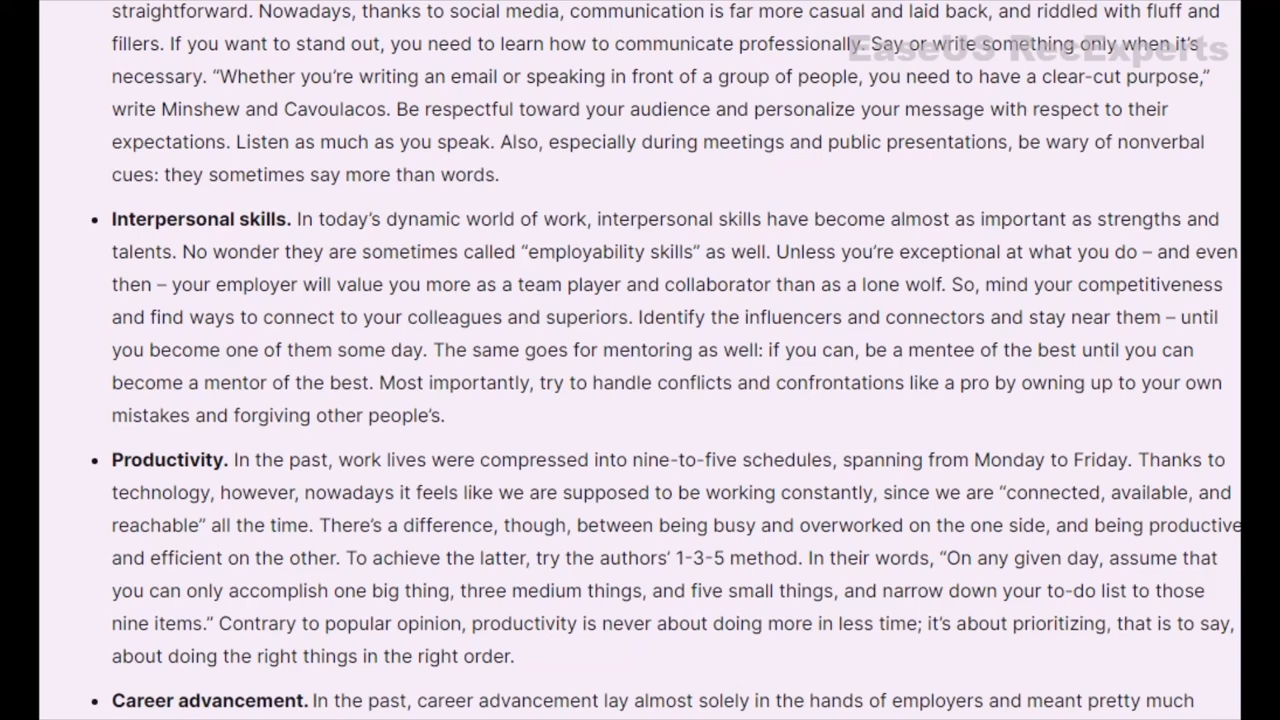 straightforward. Nowadays, thanks to social media, communication is far more casual and laid back, and riddled with fluff and
fillers. If you want to stand out, you need to learn how to communicate professionally. Say or write something only when it’s
EaseUS RecExperts
necessary. “Whether you’re writing an email or speaking in front of a group of people, you need to have a clear-cut purpose,”
write Minshew and Cavoulacos. Be respectful toward your audience and personalize your message with respect to their
expectations. Listen as much as you speak. Also, especially during meetings and public presentations, be wary of nonverbal
cues: they sometimes say more than words.
• Interpersonal skills. In today’s dynamic world of work, interpersonal skills have become almost as important as strengths and
talents. No wonder they are sometimes called “employability skills” as well. Unless you’re exceptional at what you do – and even
then – your employer will value you more as a team player and collaborator than as a lone wolf. So, mind your competitiveness
and find ways to connect to your colleagues and superiors. Identify the influencers and connectors and stay near them – until
you become one of them some day. The same goes for mentoring as well: if you can, be a mentee of the best until you can
become a mentor of the best. Most importantly, try to handle conflicts and confrontations like a pro by owning up to your own
mistakes and forgiving other people’s.
• Productivity. In the past, work lives were compressed into nine-to-five schedules, spanning from Monday to Friday. Thanks to
technology, however, nowadays it feels like we are supposed to be working constantly, since we are “connected, available, and
reachable” all the time. There’s a difference, though, between being busy and overworked on the one side, and being productive
and efficient on the other. To achieve the latter, try the authors’ 1-3-5 method. In their words, “On any given day, assume that
you can only accomplish one big thing, three medium things, and five small things, and narrow down your to-do list to those
nine items.” Contrary to popular opinion, productivity is never about doing more in less time; it’s about prioritizing, that is to say,
about doing the right things in the right order.
• Career advancement. In the past, career advancement lay almost solely in the hands of employers and meant pretty much